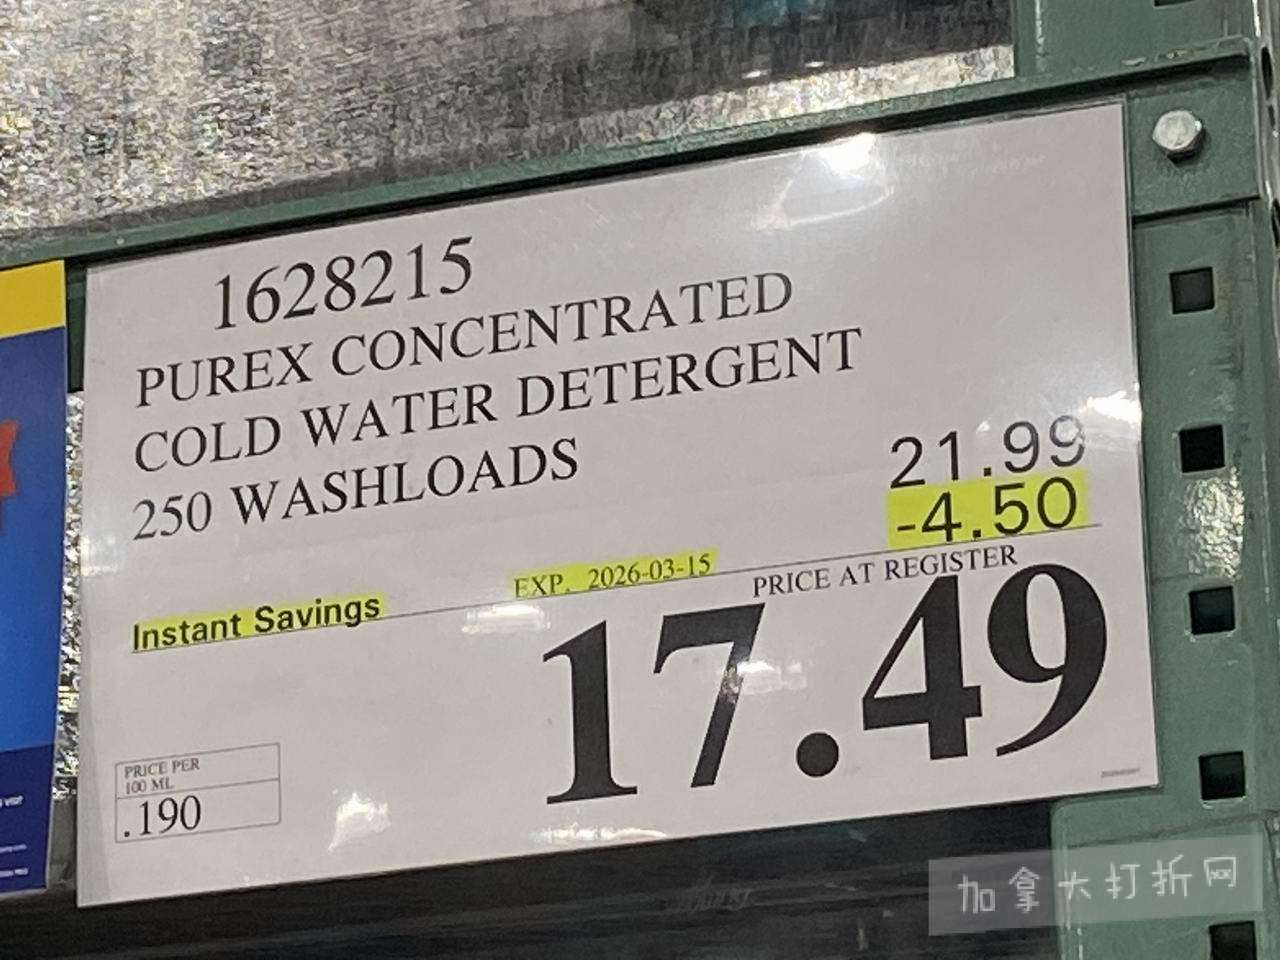 1628215
PUREX CONCENTRATED
COLD WATER DETERGENT
250 WASHLOADS
21.99
-4.50
EXP. 2026-03-15
PRICE AT REGISTER
Instant Savings
17.49
PRICE PER
100 ML
.190
加拿大打折网